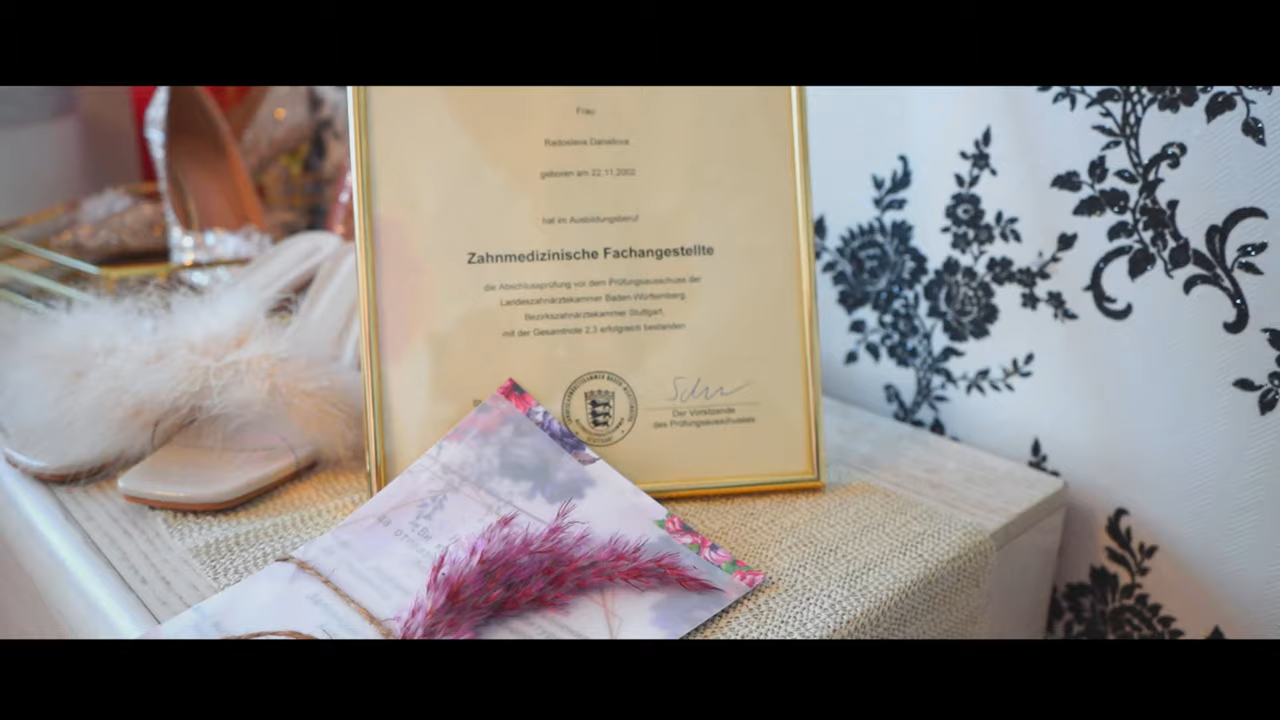 Frau
Radoslava Danailova
geboren am 22.11.2002
hat im Ausbildungsberuf
Zahnmedizinische Fachangestellte
die Abschlussprüfung vor dem Prüfungsausschuss der
Landeszahnärztekammer Baden-Württemberg,
Bezirkszahnärztekammer Stuttgart,
mit der Gesamtnote 2,3 erfolgreich bestanden
Der Vorsitzende
des Prüfungsausschusses